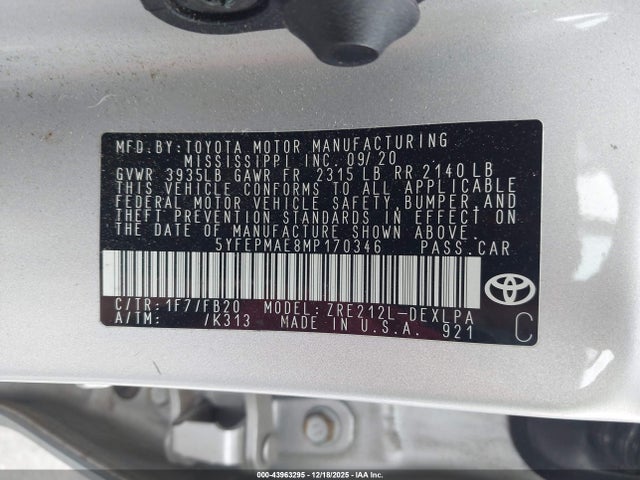 MFD.BY:TOYOTA MOTOR MANUFACTURING
MISSISSIPPI INC. 09/20
GVWR 3935LB GAWR FR 2315 LB RR 2140 LB
THIS VEHICLE CONFORMS TO ALL APPLICABLE
FEDERAL MOTOR VEHICLE SAFETY, BUMPER, AND
THEFT PREVENTION STANDARDS IN EFFECT ON
THE DATE OF MANUFACTURE SHOWN ABOVE.
5YFEPMAE8MP170346 PASS.CAR
C/TR:1F7/FB20 MODEL: ZRE212L-DEXLPA
A/TM: /K313 MADE IN U.S.A. 921
TOYOTA
C
000-43963295 - 12/18/2025 - IAAI, Inc.